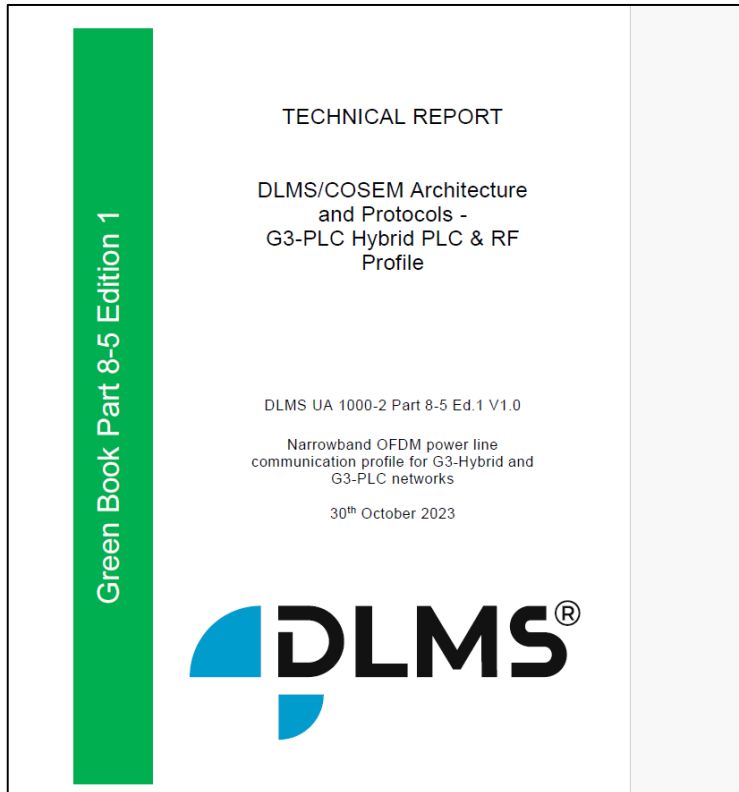 TECHNICAL REPORT
DLMS/COSEM Architecture
and Protocols -
G3-PLC Hybrid PLC & RF
Profile
Green Book Part 8-5 Edition 1
DLMS UA 1000-2 Part 8-5 Ed.1 V1.0
Narrowband OFDM power line
communication profile for G3-Hybrid and
G3-PLC networks
30th October 2023
DLMS®